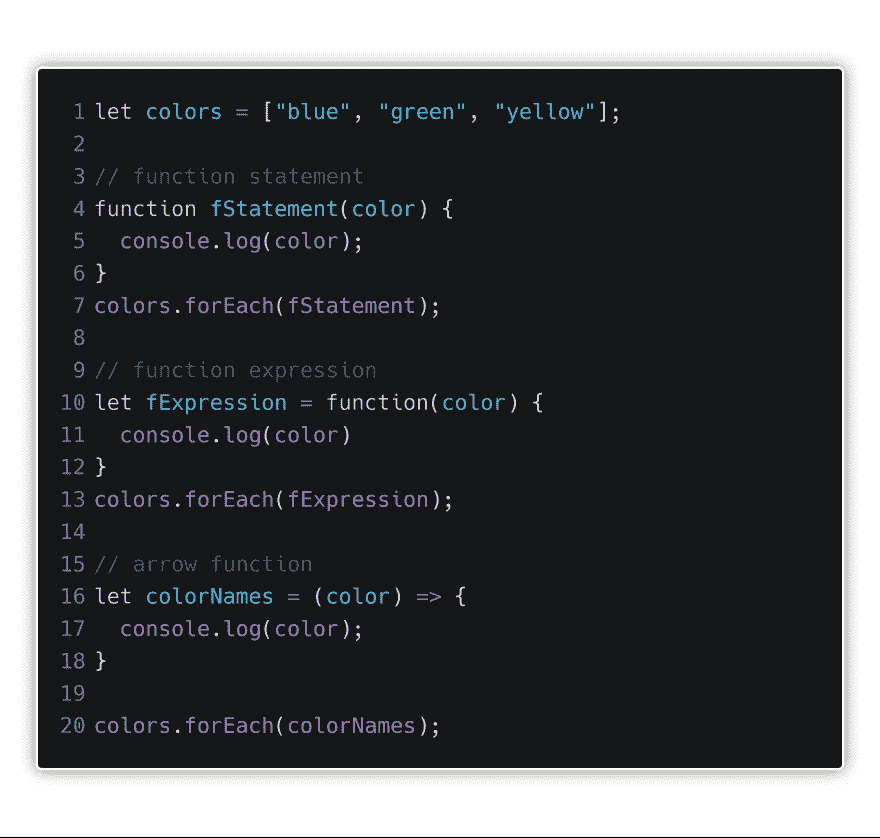 1 let colors = ["blue", "green", "yellow"];
2
3 // function statement
4 function fStatement(color) {
5   console.log(color);
6 }
7 colors.forEach(fStatement);
8
9 // function expression
10 let fExpression = function(color) {
11   console.log(color)
12 }
13 colors.forEach(fExpression);
14
15 // arrow function
16 let colorNames = (color) => {
17   console.log(color);
18 }
19
20 colors.forEach(colorNames);